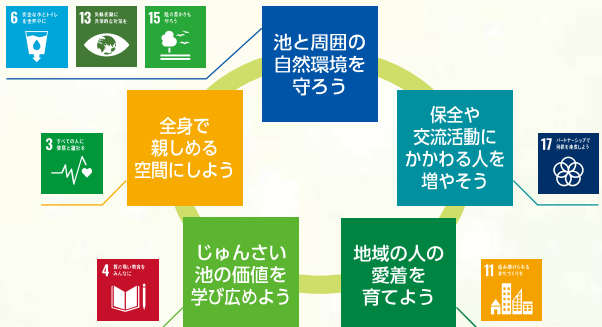 6 安全な水とトイレ
を世界中に
13 気候変動に
具体的な対策を
15 陸の豊かさも
守ろう
池と周囲の
自然環境を
守ろう
3 すべての人に
健康と福祉を
全身で
親しめる
空間にしよう
保全や
交流活動に
かかわる人を
増やそう
17 パートナーシップで
目標を達成しよう
4 質の高い教育を
みんなに
じゅんさい
池の価値を
学び広めよう
地域の人の
愛着を
育てよう
11 住み続けられる
まちづくりを